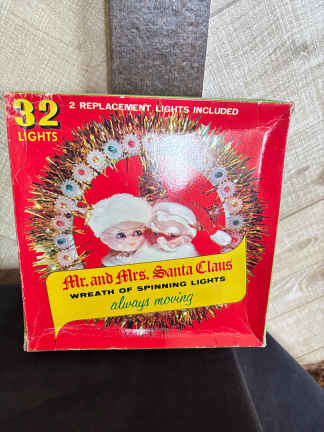 32
LIGHTS
2 REPLACEMENT LIGHTS INCLUDED
Mr. and Mrs. Santa Claus
WREATH OF SPINNING LIGHTS
always moving